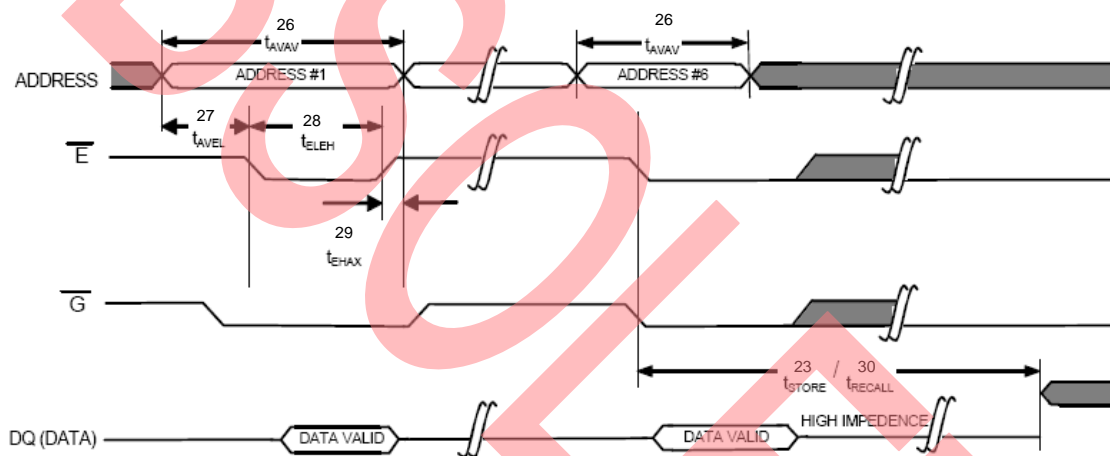 26
tAVAV
26
tAVAV
ADDRESS
ADDRESS #1
ADDRESS #6
27
tAVEL
28
tELEH
E
29
tEHAX
G
23 / 30
tSTORE tRECALL
DQ (DATA)
DATA VALID
DATA VALID
HIGH IMPEDENCE